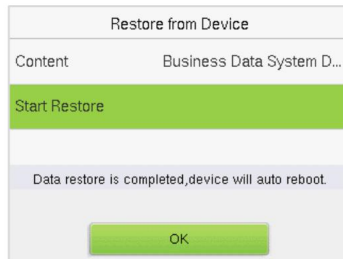 Restore from Device
Content Business Data System D...
Start Restore
Data restore is completed,device will auto reboot.
OK